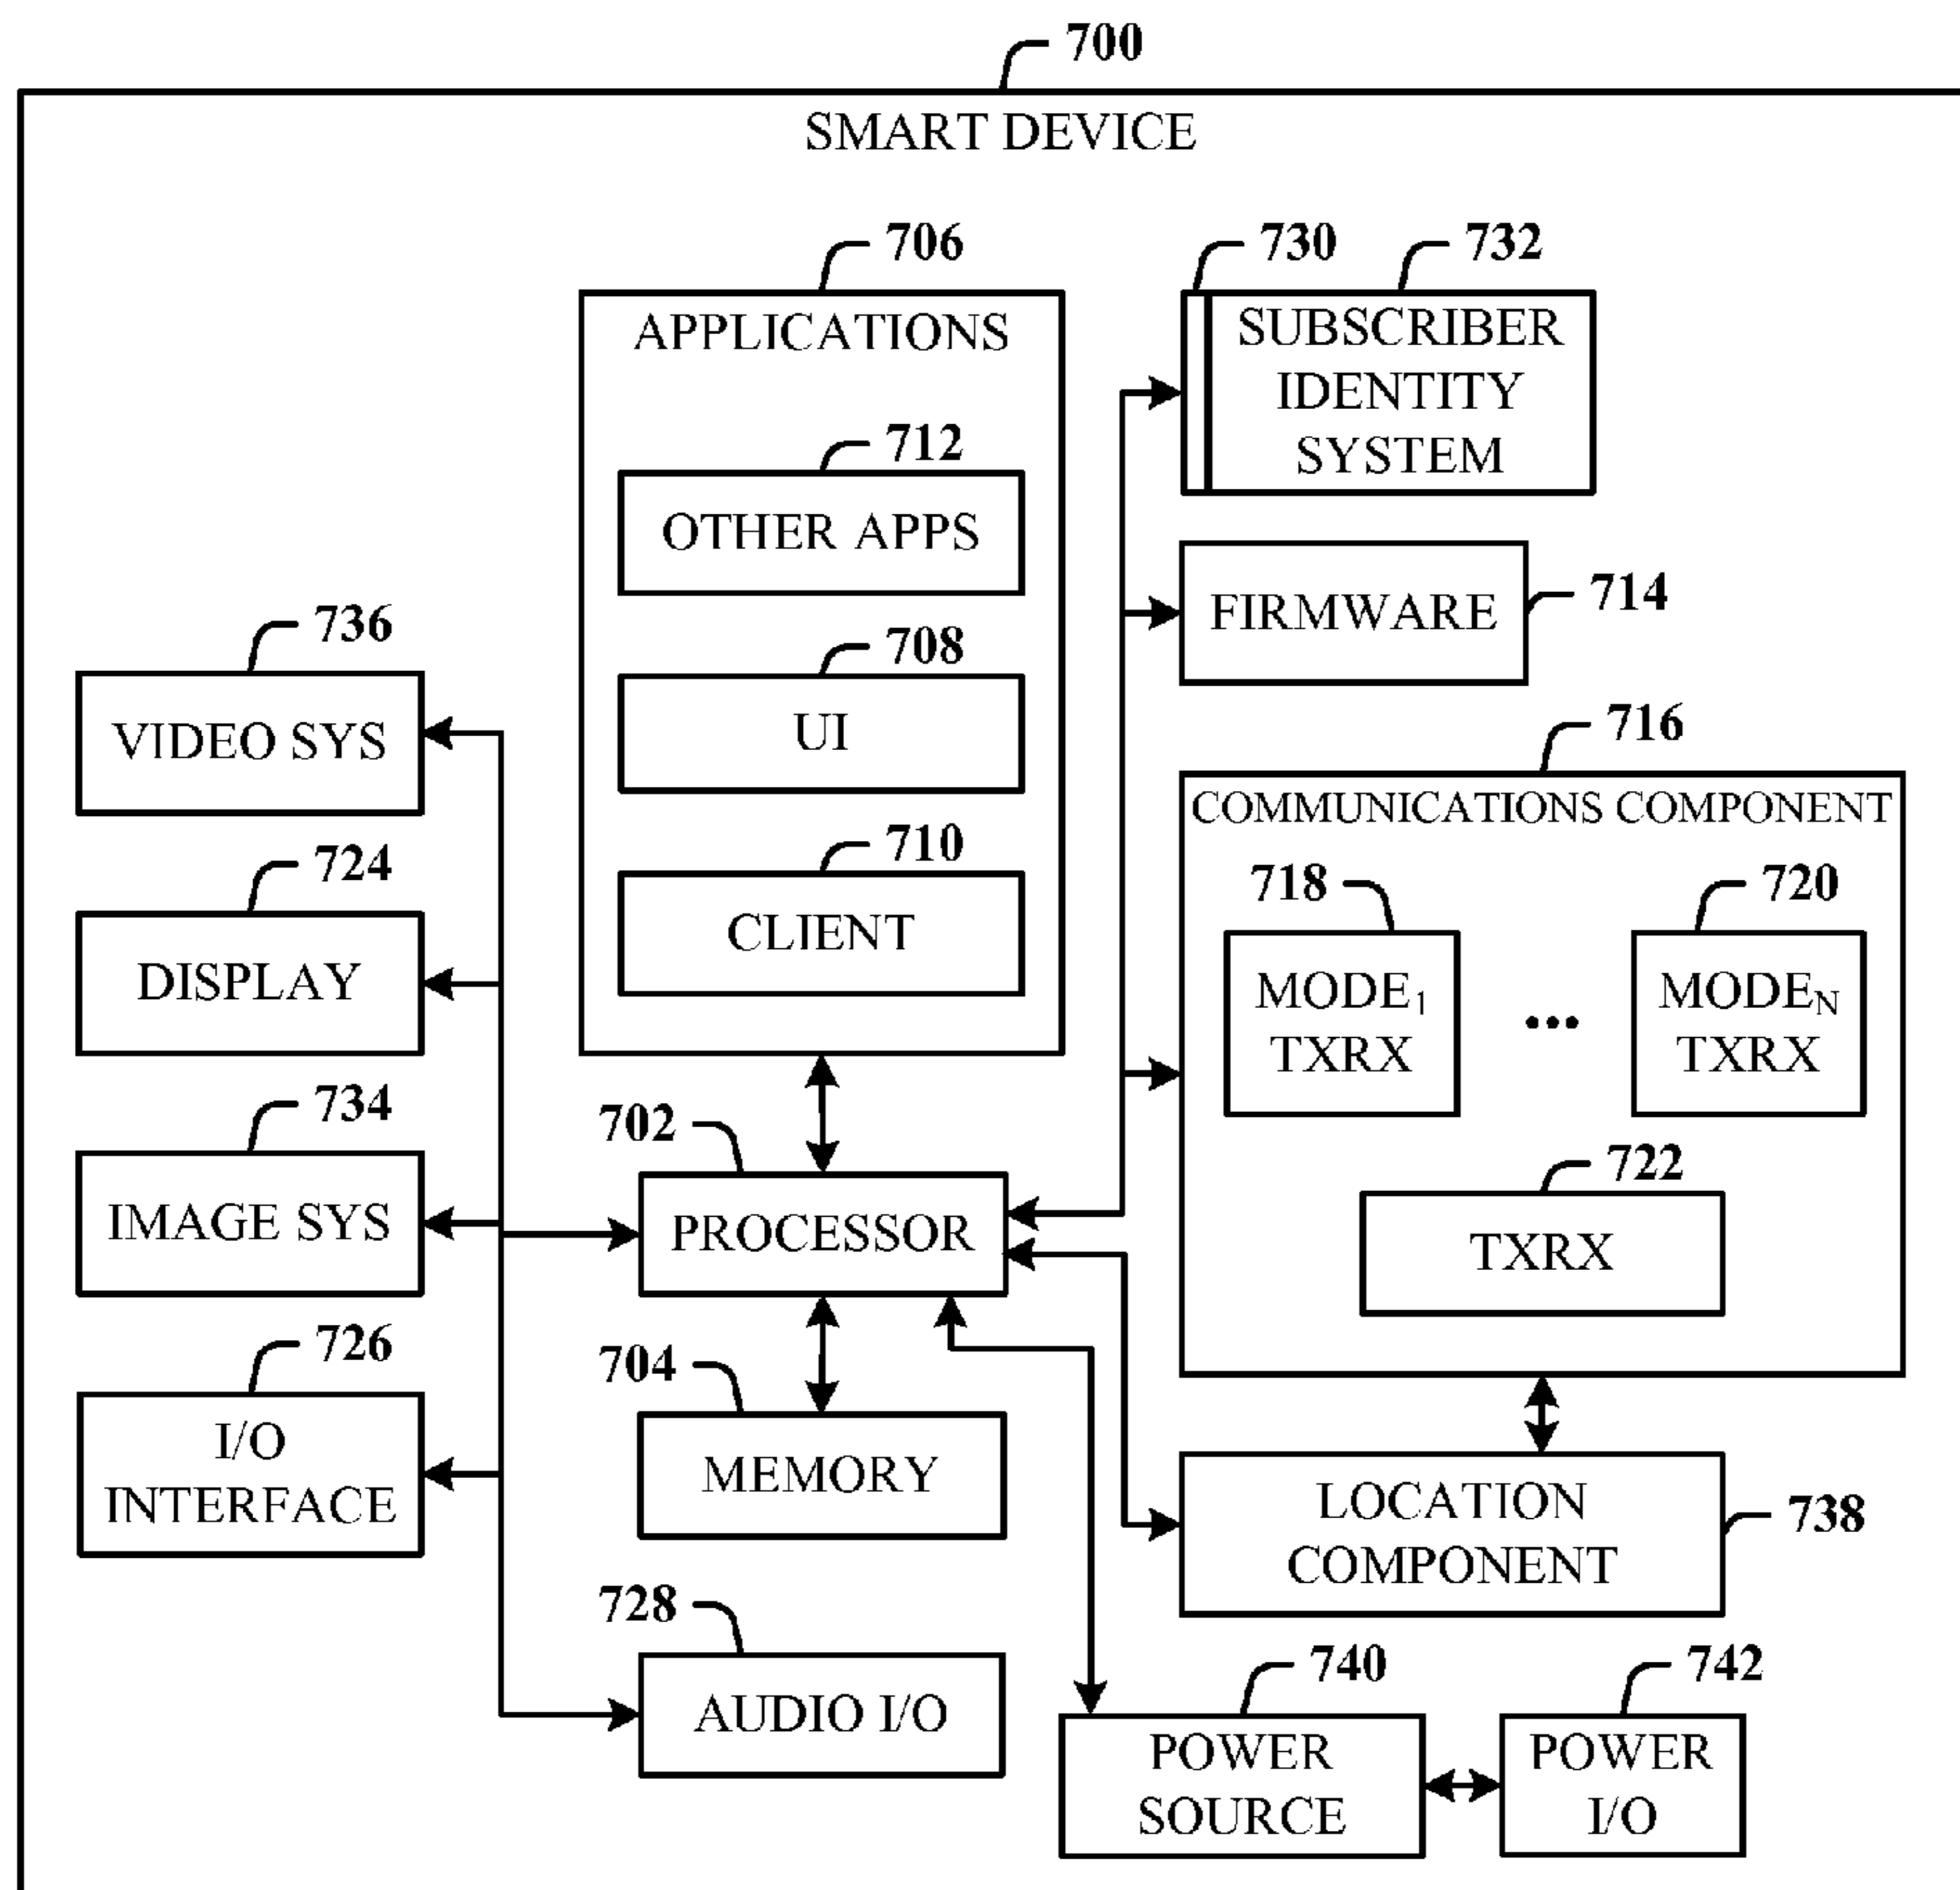 700
SMART DEVICE
706
730
732
APPLICATIONS
SUBSCRIBER
IDENTITY
SYSTEM
712
OTHER APPS
FIRMWARE
714
736
VIDEO SYS
708
UI
716
COMMUNICATIONS COMPONENT
710
CLIENT
718
720
724
DISPLAY
MODE1
TXRX
...
MODEN
TXRX
734
IMAGE SYS
702
PROCESSOR
722
TXRX
726
I/O
INTERFACE
704
MEMORY
LOCATION
COMPONENT
738
728
AUDIO I/O
740
742
POWER
SOURCE
POWER
I/O